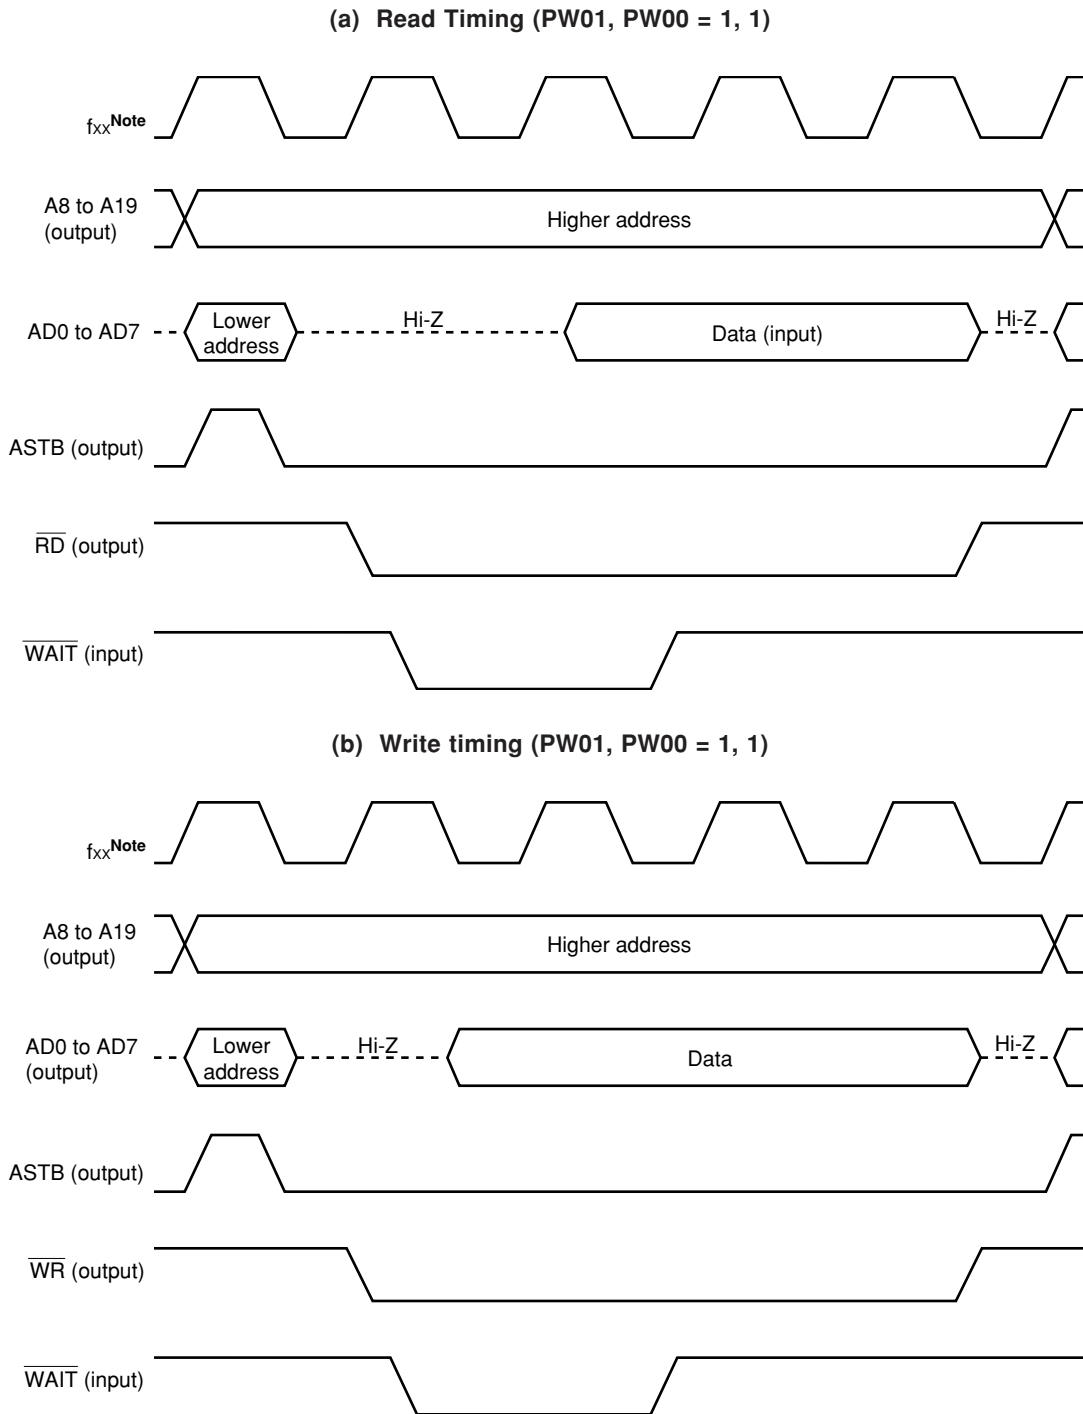 (a) Read Timing (PW01, PW00 = 1, 1)
fxxNote
A8 to A19
(output)
Higher address
AD0 to AD7
Lower
address
Hi-Z
Data (input)
Hi-Z
ASTB (output)
RD (output)
WAIT (input)
(b) Write timing (PW01, PW00 = 1, 1)
fxxNote
A8 to A19
(output)
Higher address
AD0 to AD7
(output)
Lower
address
Hi-Z
Data
Hi-Z
ASTB (output)
WR (output)
WAIT (input)